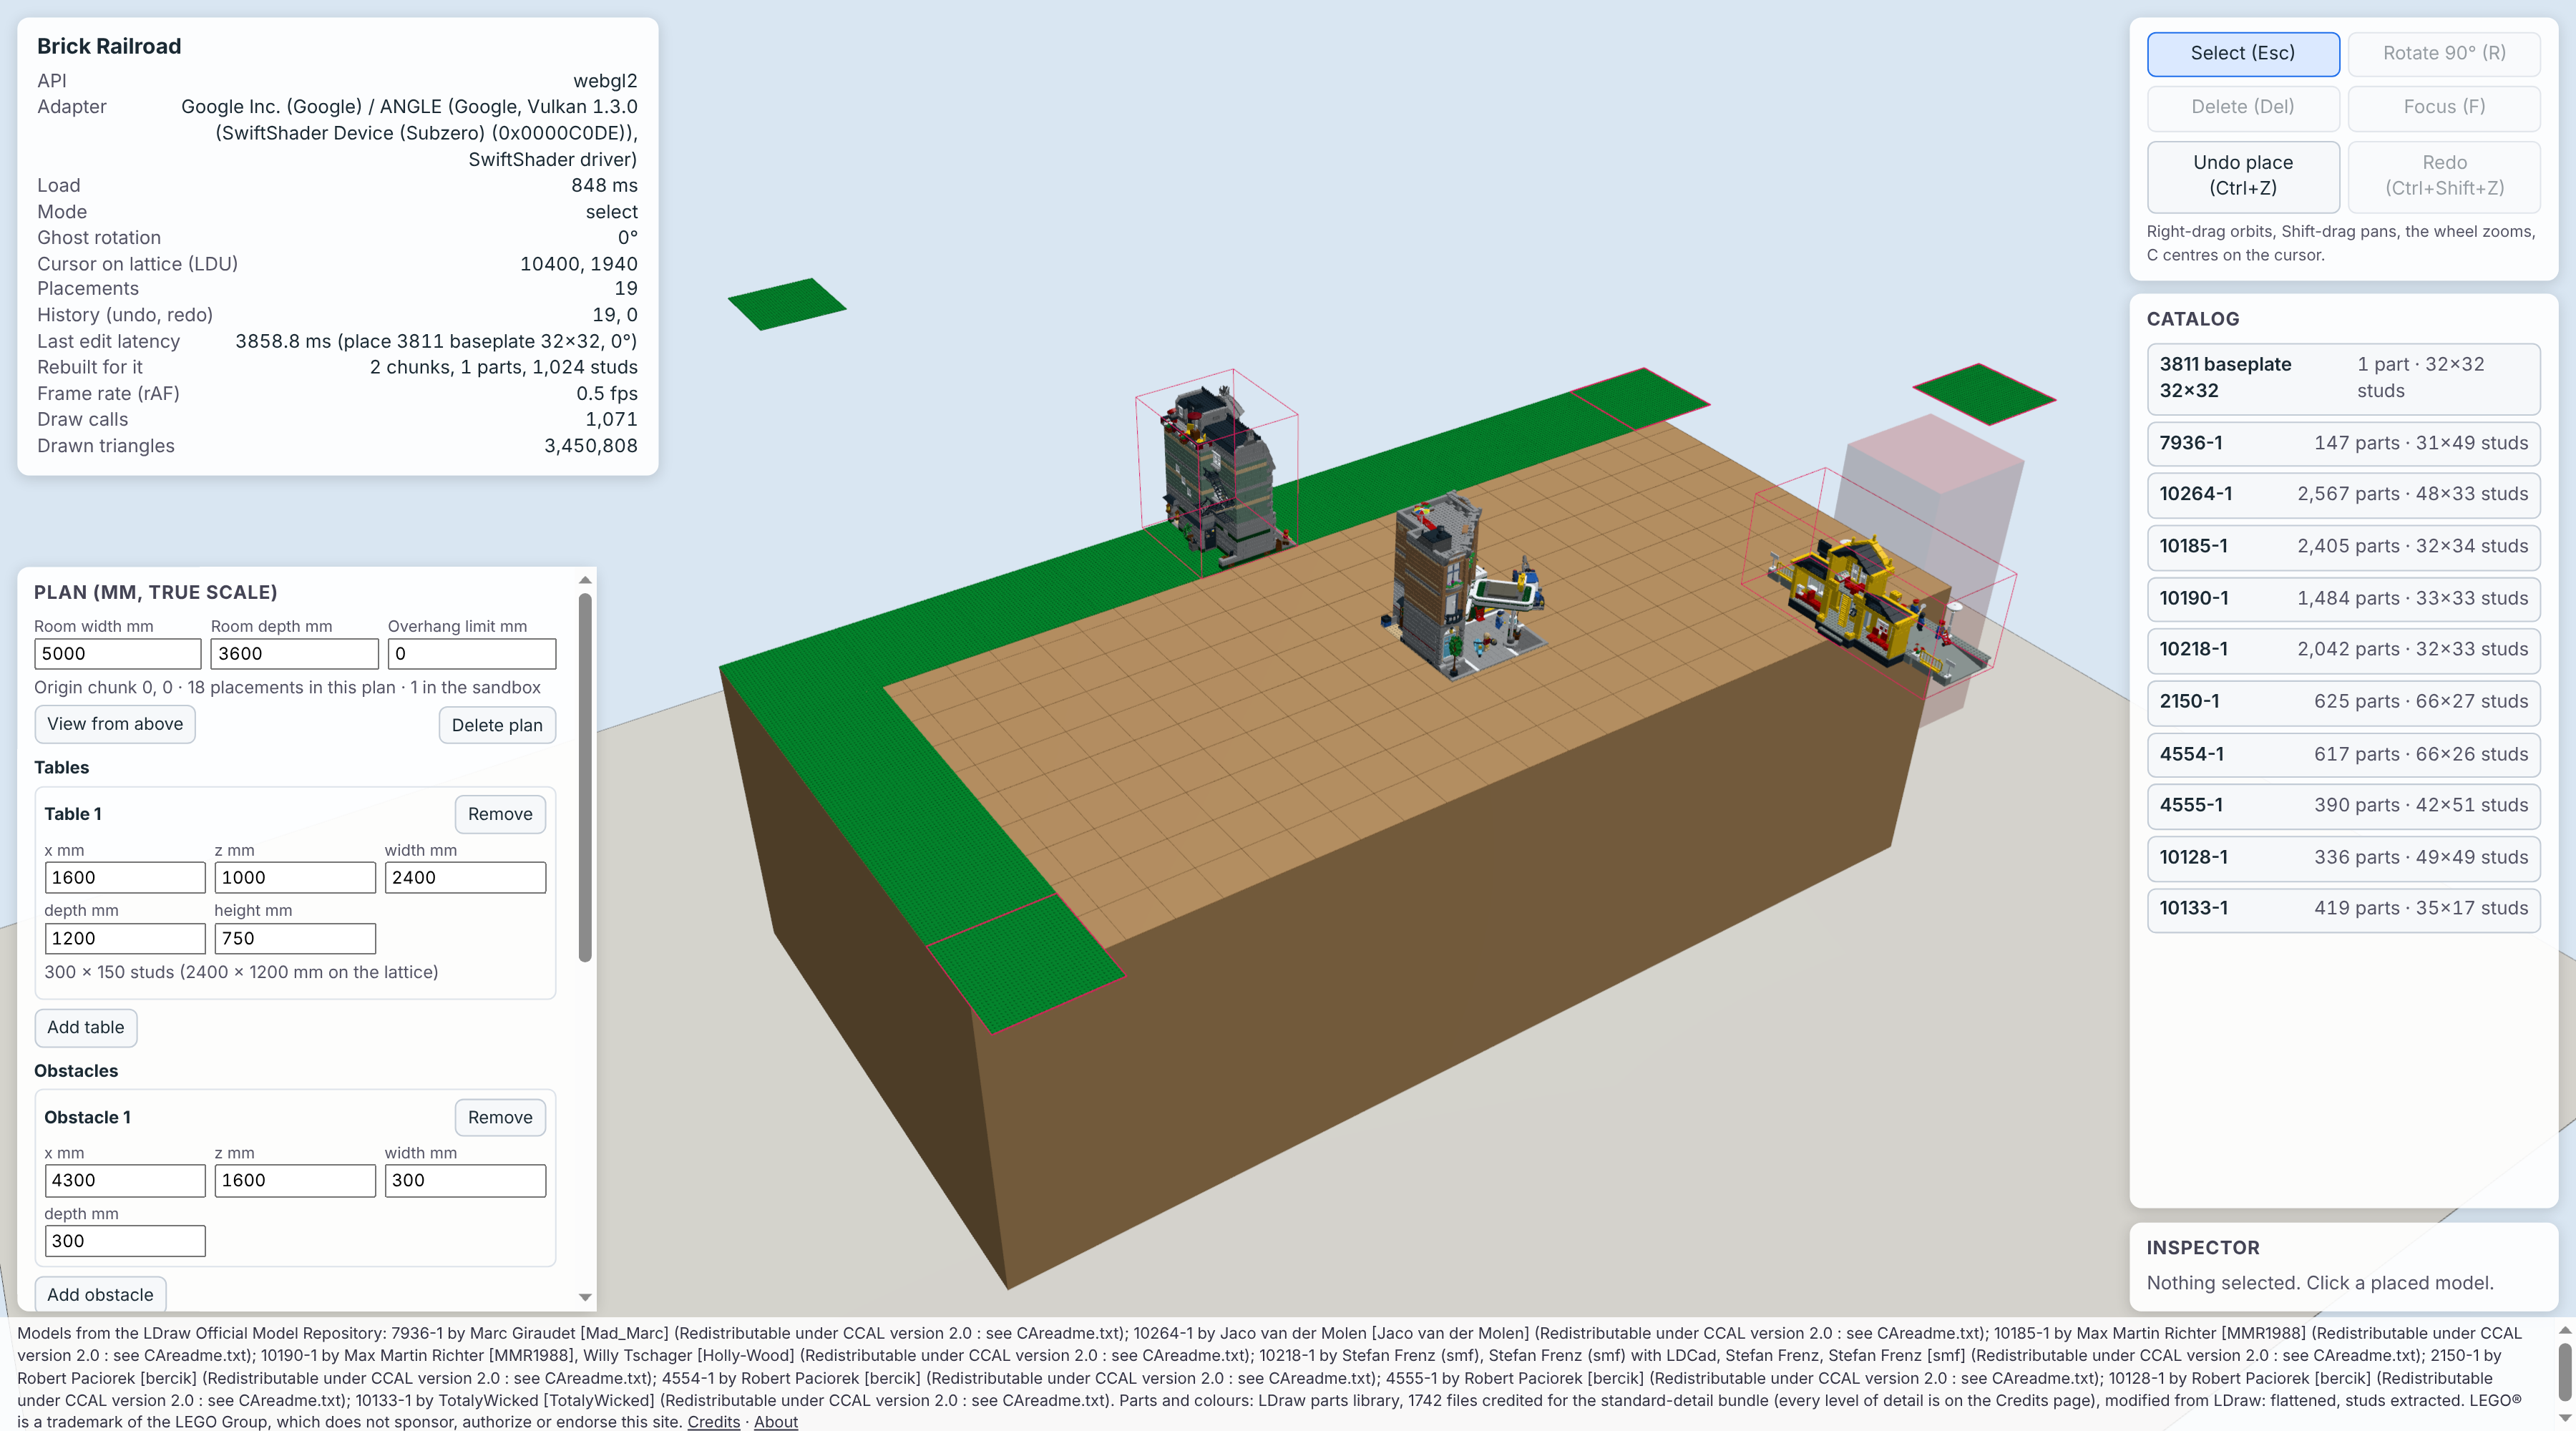 Brick Railroad
API webgl2
Adapter Google Inc. (Google) / ANGLE (Google, Vulkan 1.3.0
(SwiftShader Device (Subzero) (0x0000C0DE)),
SwiftShader driver)
Load 848 ms
Mode select
Ghost rotation 0°
Cursor on lattice (LDU) 10400, 1940
Placements 19
History (undo, redo) 19, 0
Last edit latency 3858.8 ms (place 3811 baseplate 32×32, 0°)
Rebuilt for it 2 chunks, 1 parts, 1,024 studs
Frame rate (rAF) 0.5 fps
Draw calls 1,071
Drawn triangles 3,450,808
PLAN (MM, TRUE SCALE)
Room width mm Room depth mm Overhang limit mm
5000 3600 0
Origin chunk 0, 0 · 18 placements in this plan · 1 in the sandbox
View from above Delete plan
Tables
Table 1 Remove
x mm z mm width mm
1600 1000 2400
depth mm height mm
1200 750
300 × 150 studs (2400 × 1200 mm on the lattice)
Add table
Obstacles
Obstacle 1 Remove
x mm z mm width mm
4300 1600 300
depth mm
300
Add obstacle
Select (Esc) Rotate 90° (R)
Delete (Del) Focus (F)
Undo place
(Ctrl+Z)
Redo
(Ctrl+Shift+Z)
Right-drag orbits, Shift-drag pans, the wheel zooms,
C centres on the cursor.
CATALOG
3811 baseplate
32×32
1 part · 32×32
studs
7936-1 147 parts · 31×49 studs
10264-1 2,567 parts · 48×33 studs
10185-1 2,405 parts · 32×34 studs
10190-1 1,484 parts · 33×33 studs
10218-1 2,042 parts · 32×33 studs
2150-1 625 parts · 66×27 studs
4554-1 617 parts · 66×26 studs
4555-1 390 parts · 42×51 studs
10128-1 336 parts · 49×49 studs
10133-1 419 parts · 35×17 studs
INSPECTOR
Nothing selected. Click a placed model.
Models from the LDraw Official Model Repository: 7936-1 by Marc Giraudet [Mad_Marc] (Redistributable under CCAL version 2.0 : see CAreadme.txt); 10264-1 by Jaco van der Molen [Jaco van der Molen] (Redistributable under CCAL version 2.0 : see CAreadme.txt); 10185-1 by Max Martin Richter [MMR1988] (Redistributable under CCAL
version 2.0 : see CAreadme.txt); 10190-1 by Max Martin Richter [MMR1988], Willy Tschager [Holly-Wood] (Redistributable under CCAL version 2.0 : see CAreadme.txt); 10218-1 by Stefan Frenz (smf), Stefan Frenz (smf) with LDCad, Stefan Frenz, Stefan Frenz [smf] (Redistributable under CCAL version 2.0 : see CAreadme.txt); 2150-1 by
Robert Paciorek [bercik] (Redistributable under CCAL version 2.0 : see CAreadme.txt); 4554-1 by Robert Paciorek [bercik] (Redistributable under CCAL version 2.0 : see CAreadme.txt); 4555-1 by Robert Paciorek [bercik] (Redistributable under CCAL version 2.0 : see CAreadme.txt); 10128-1 by Robert Paciorek [bercik] (Redistributable
under CCAL version 2.0 : see CAreadme.txt); 10133-1 by TotalyWicked [TotalyWicked] (Redistributable under CCAL version 2.0 : see CAreadme.txt). Parts and colours: LDraw parts library, 1742 files credited for the standard-detail bundle (every level of detail is on the Credits page), modified from LDraw: flattened, studs extracted. LEGO®
is a trademark of the LEGO Group, which does not sponsor, authorize or endorse this site. Credits · About